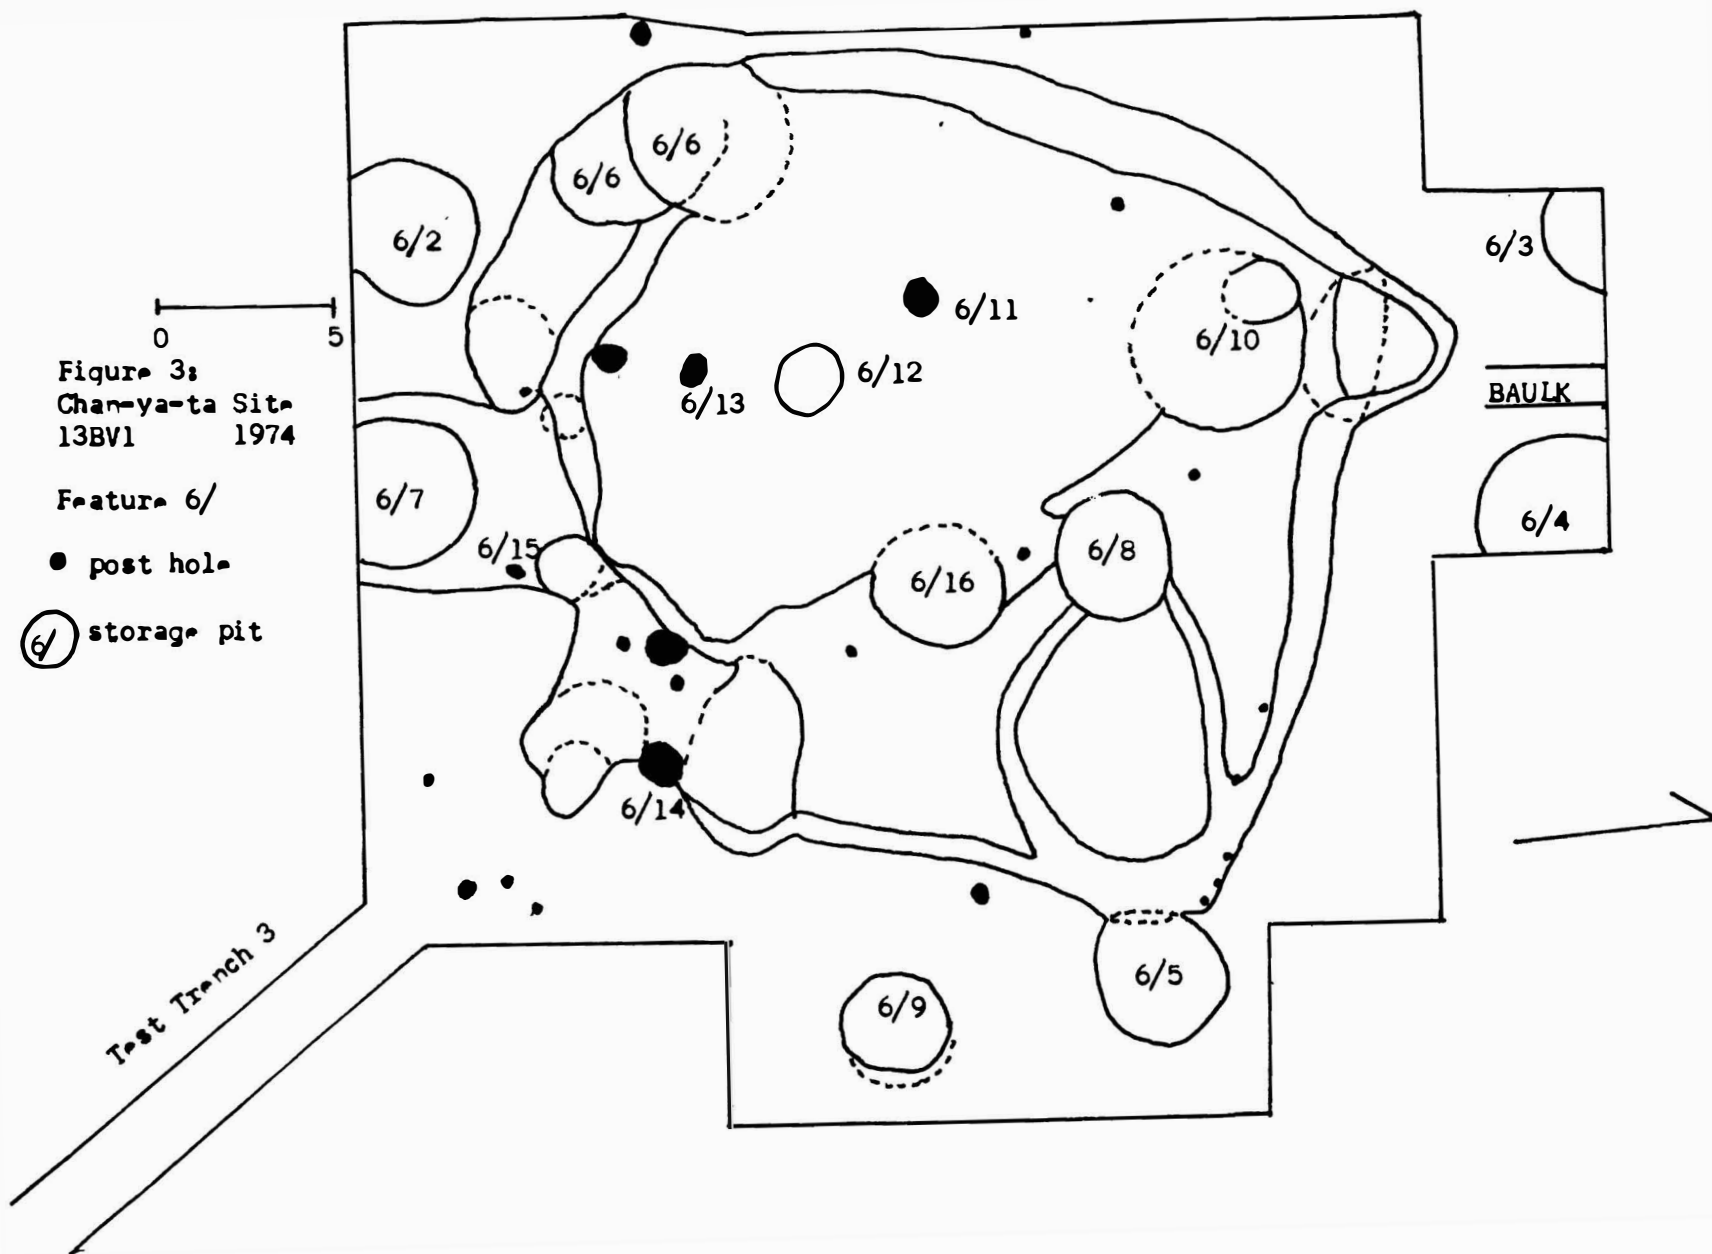 6/6
6/6
6/2
6/3
6/11
6/10
0 5
6/12
6/13
Figure 3:
Chan-ya-ta Site
13BV1 1974
BAULK
Feature 6/
6/7
6/4
6/15
6/8
post hole
6/16
6/ storage pit
6/14
Test Trench 3
6/5
6/9